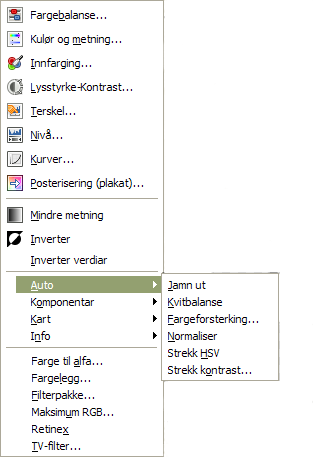 Fargebalanse...
Kulør og metning...
Innfarging...
Lysstyrke-Kontrast...
Terskel...
Nivå...
Kurver...
Posterisering (plakat)...
Mindre metning
Inverter
Inverter verdiar
Auto
Komponentar
Kart
Info
Jamn ut
Kvitbalanse
Fargeforsterking...
Normaliser
Strekk HSV
Strekk kontrast...
Farge til alfa...
Fargelegg...
Filterpakke...
Maksimum RGB...
Retinex
TV-filter...